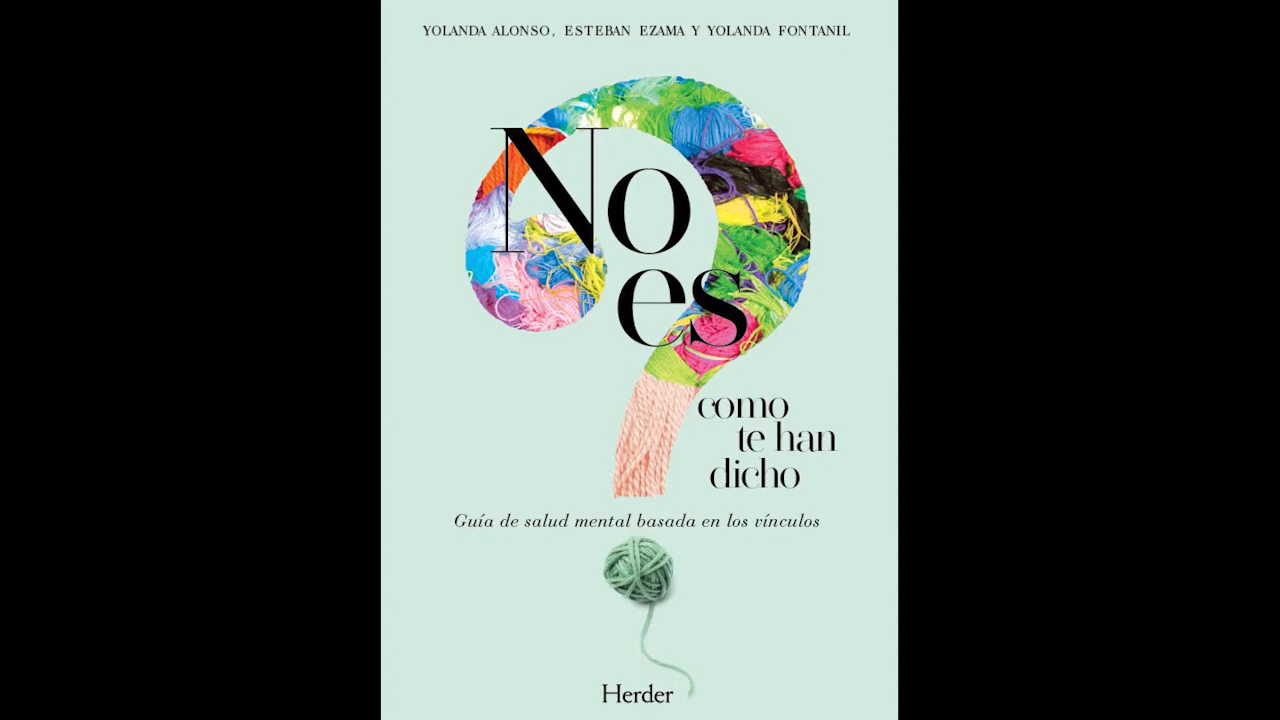 YOLANDA ALONSO, ESTEBAN EZAMA Y YOLANDA FONTANIL
No
es
como
te han
dicho
Guía de salud mental basada en los vínculos
Herder